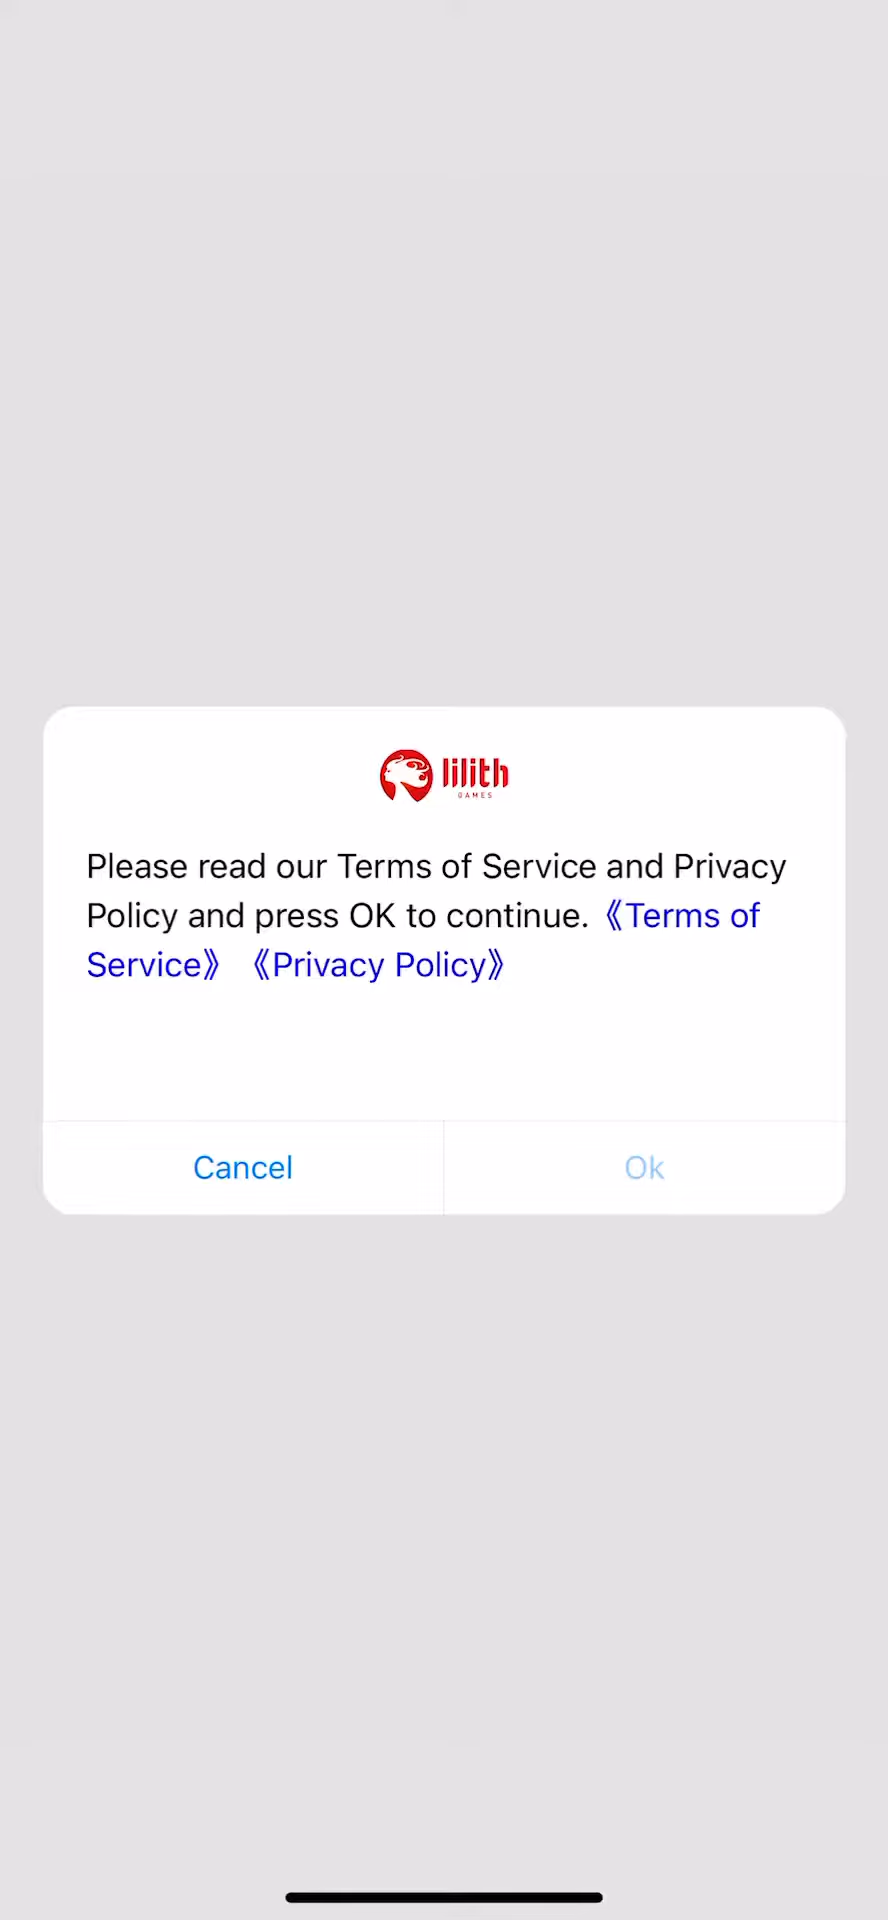 lilith
GAMES
Please read our Terms of Service and Privacy
Policy and press OK to continue.《Terms of
Service》 《Privacy Policy》
Cancel
Ok